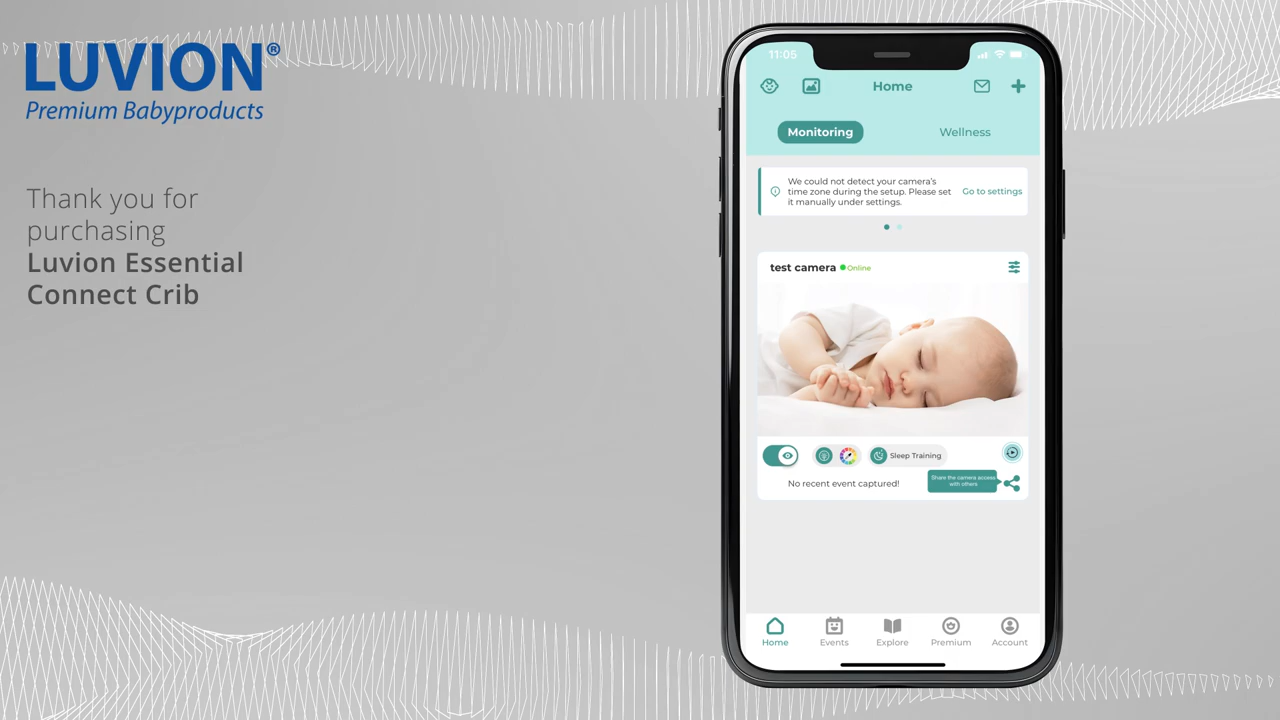 LUVION®
Premium Babyproducts
Thank you for
purchasing
Luvion Essential
Connect Crib
11:05
Home
Monitoring
Wellness
We could not detect your camera's
time zone during the setup. Please set
it manually under settings.
Go to settings
test camera
Online
Sleep Training
No recent event captured!
Share the camera access
with others
Home
Events
Explore
Premium
Account